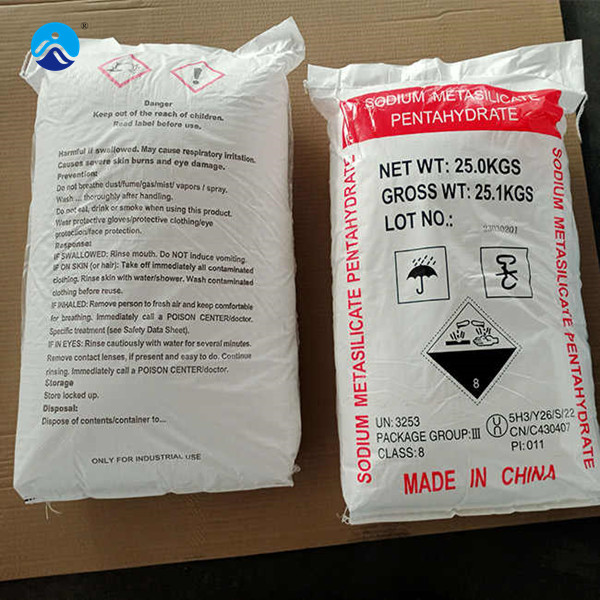 ®
Danger
Keep out of the reach of children.
Read label before use.
Harmful if swallowed. May cause respiratory irritation.
Causes severe skin burns and eye damage.
Prevention:
Do not breathe dust/fume/gas/mist/ vapors / spray.
Wash ... thoroughly after handling.
Do not eat, drink or smoke when using this product.
Wear protective gloves/protective clothing/eye
protection/face protection.
Response:
IF SWALLOWED: Rinse mouth. Do NOT induce vomiting.
IF ON SKIN (or hair): Take off immediately all contaminated
clothing. Rinse skin with water/shower. Wash contaminated
clothing before reuse.
IF INHALED: Remove person to fresh air and keep comfortable
for breathing. Immediately call a POISON CENTER/doctor.
Specific treatment (see Safety Data Sheet).
IF IN EYES: Rinse cautiously with water for several minutes.
Remove contact lenses, if present and easy to do. Continue
rinsing. Immediately call a POISON CENTER/doctor.
Storage
Store locked up.
Disposal:
Dispose of contents/container to...
ONLY FOR INDUSTRIAL USE
SODIUM METASILICATE
PENTAHYDRATE
SODIUM METASILICATE PENTAHYDRATE
NET WT: 25.0KGS
GROSS WT: 25.1KGS
LOT NO.:
8
UN: 3253
PACKAGE GROUP:III
CLASS: 8
5H3/Y26/S/22
CN/C430407
PI: 011
SODIUM METASILICATE PENTAHYDRATE
MADE IN CHINA